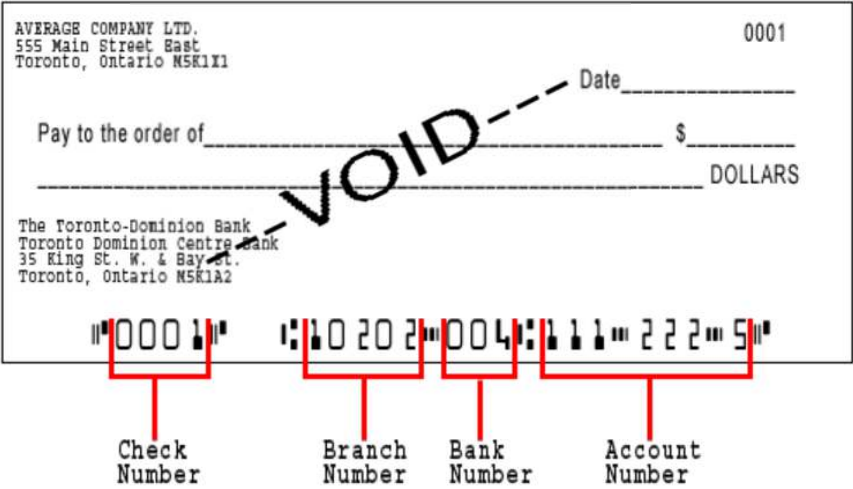 AVERAGE COMPANY LTD.
555 Main Street East
Toronto, Ontario M5K1X1
0001
Date
Pay to the order of $
DOLLARS
VOID
The Toronto-Dominion Bank
Toronto Dominion Centre Bank
35 King St. W. & Bay St.
Toronto, Ontario M5K1A2
⑈0001⑈ ⑆10202⑉004⑆111⑉222⑉5⑈
Check Number
Branch Number
Bank Number
Account Number